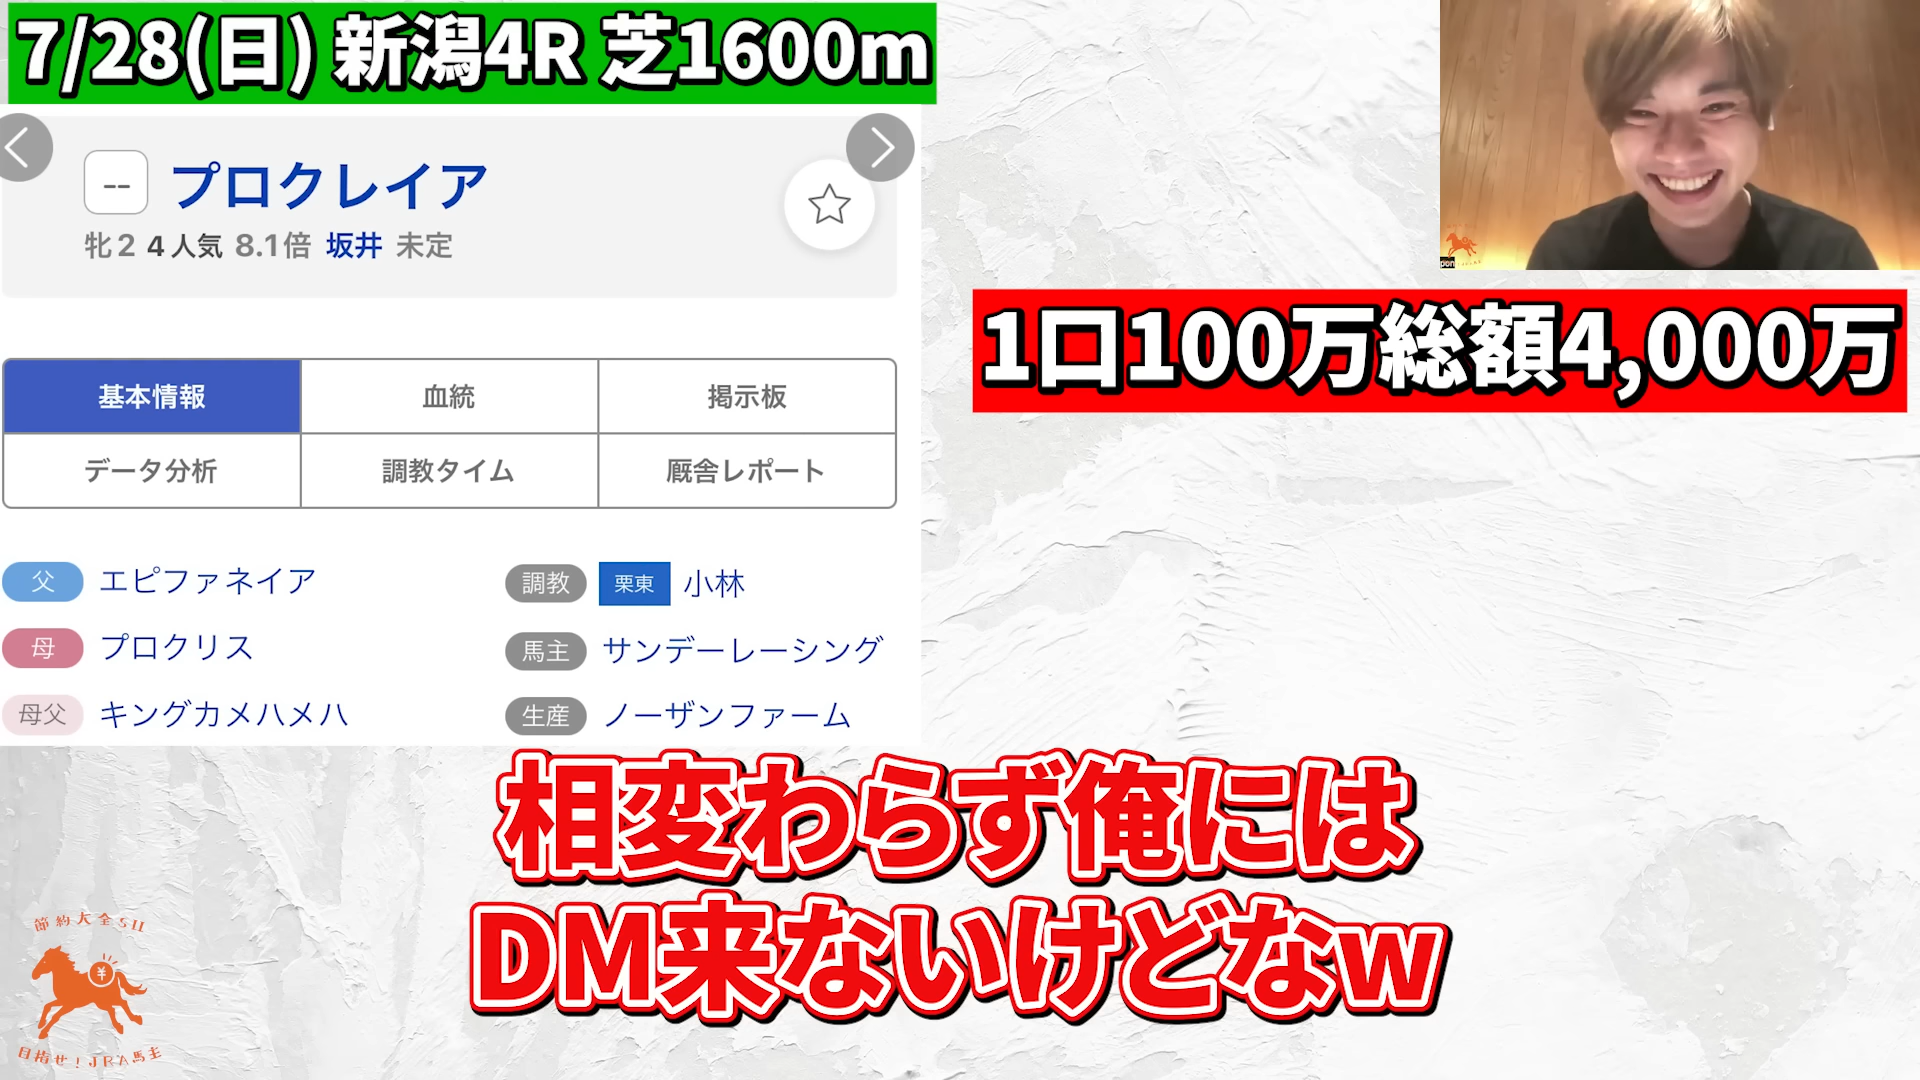 7/28(日) 新潟4R 芝1600m
-- プロクレイア
牝2 4人気 8.1倍 坂井 未定
1口100万総額4,000万
基本情報 血統 掲示板
データ分析 調教タイム 厩舎レポート
父 エピファネイア 調教 栗東 小林
母 プロクリス 馬主 サンデーレーシング
母父 キングカメハメハ 生産 ノーザンファーム
相変わらず俺には
DM来ないけどなw
節約大全SII
¥
目指せ!JRA馬主
pon